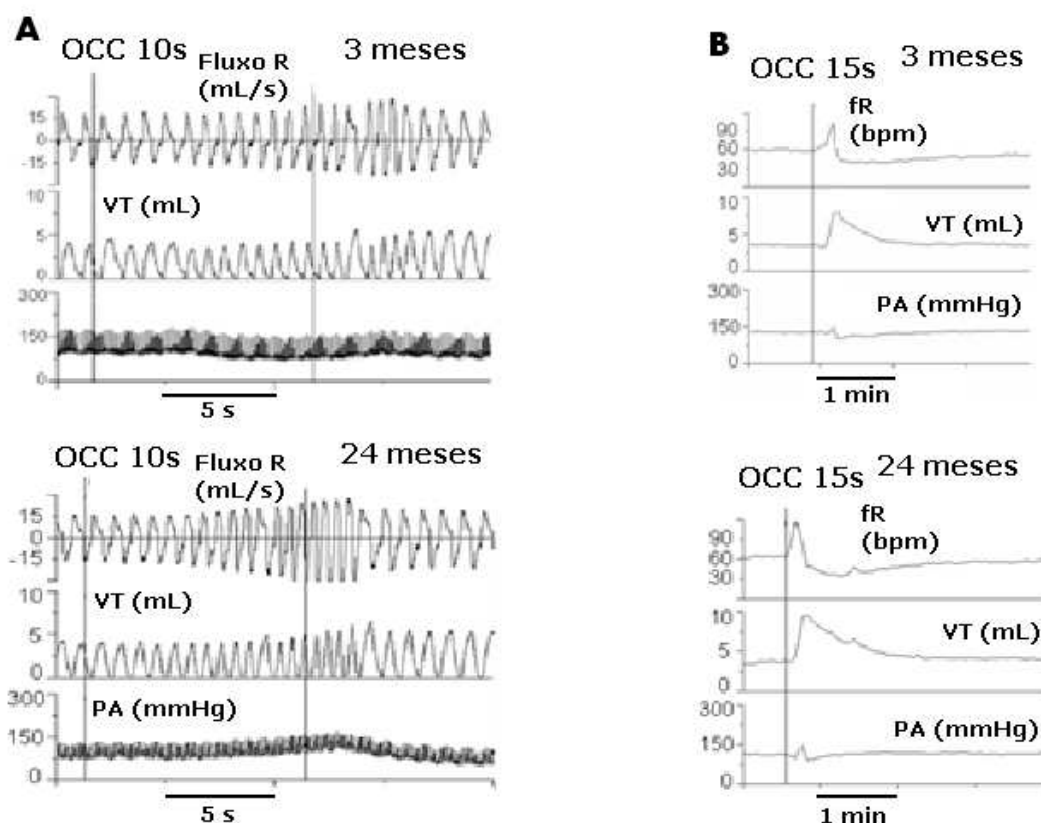 A
OCC 10s
Fluxo R
(mL/s)
3 meses
15
0
-15
10
VT (mL)
5
0
300
150
0
5 s
OCC 10s
Fluxo R
(mL/s)
24 meses
15
0
-15
10
VT (mL)
5
0
300
PA (mmHg)
150
0
5 s
B
OCC 15s
3 meses
fR
(bpm)
90
60
30
10
VT (mL)
5
0
300
PA (mmHg)
150
0
1 min
OCC 15s
24 meses
fR
(bpm)
90
60
30
10
VT (mL)
5
0
300
PA (mmHg)
150
0
1 min